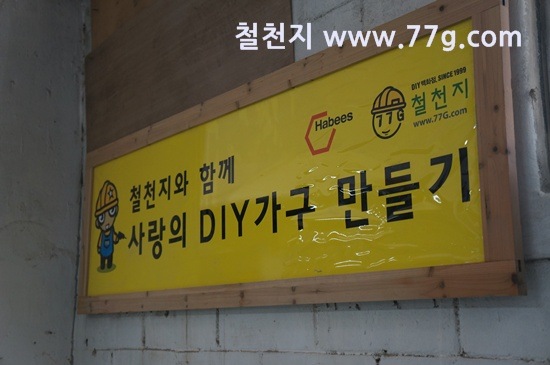 철천지 www.77g.com
DIY 백화점, SINCE 1999
Habees
77G
철천지
www.77G.com
철천지와 함께
사랑의 DIY가구 만들기